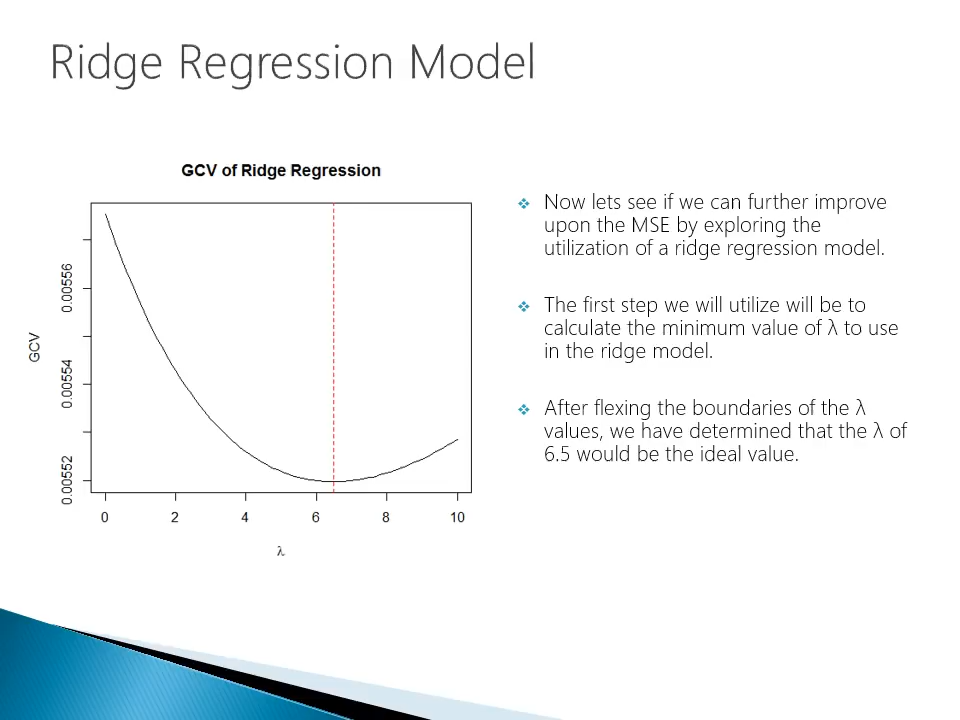 Ridge Regression Model
GCV of Ridge Regression
GCV
0.00556
0.00554
0.00552
0 2 4 6 8 10
λ
❖ Now lets see if we can further improve
upon the MSE by exploring the
utilization of a ridge regression model.
❖ The first step we will utilize will be to
calculate the minimum value of λ to use
in the ridge model.
❖ After flexing the boundaries of the λ
values, we have determined that the λ of
6.5 would be the ideal value.